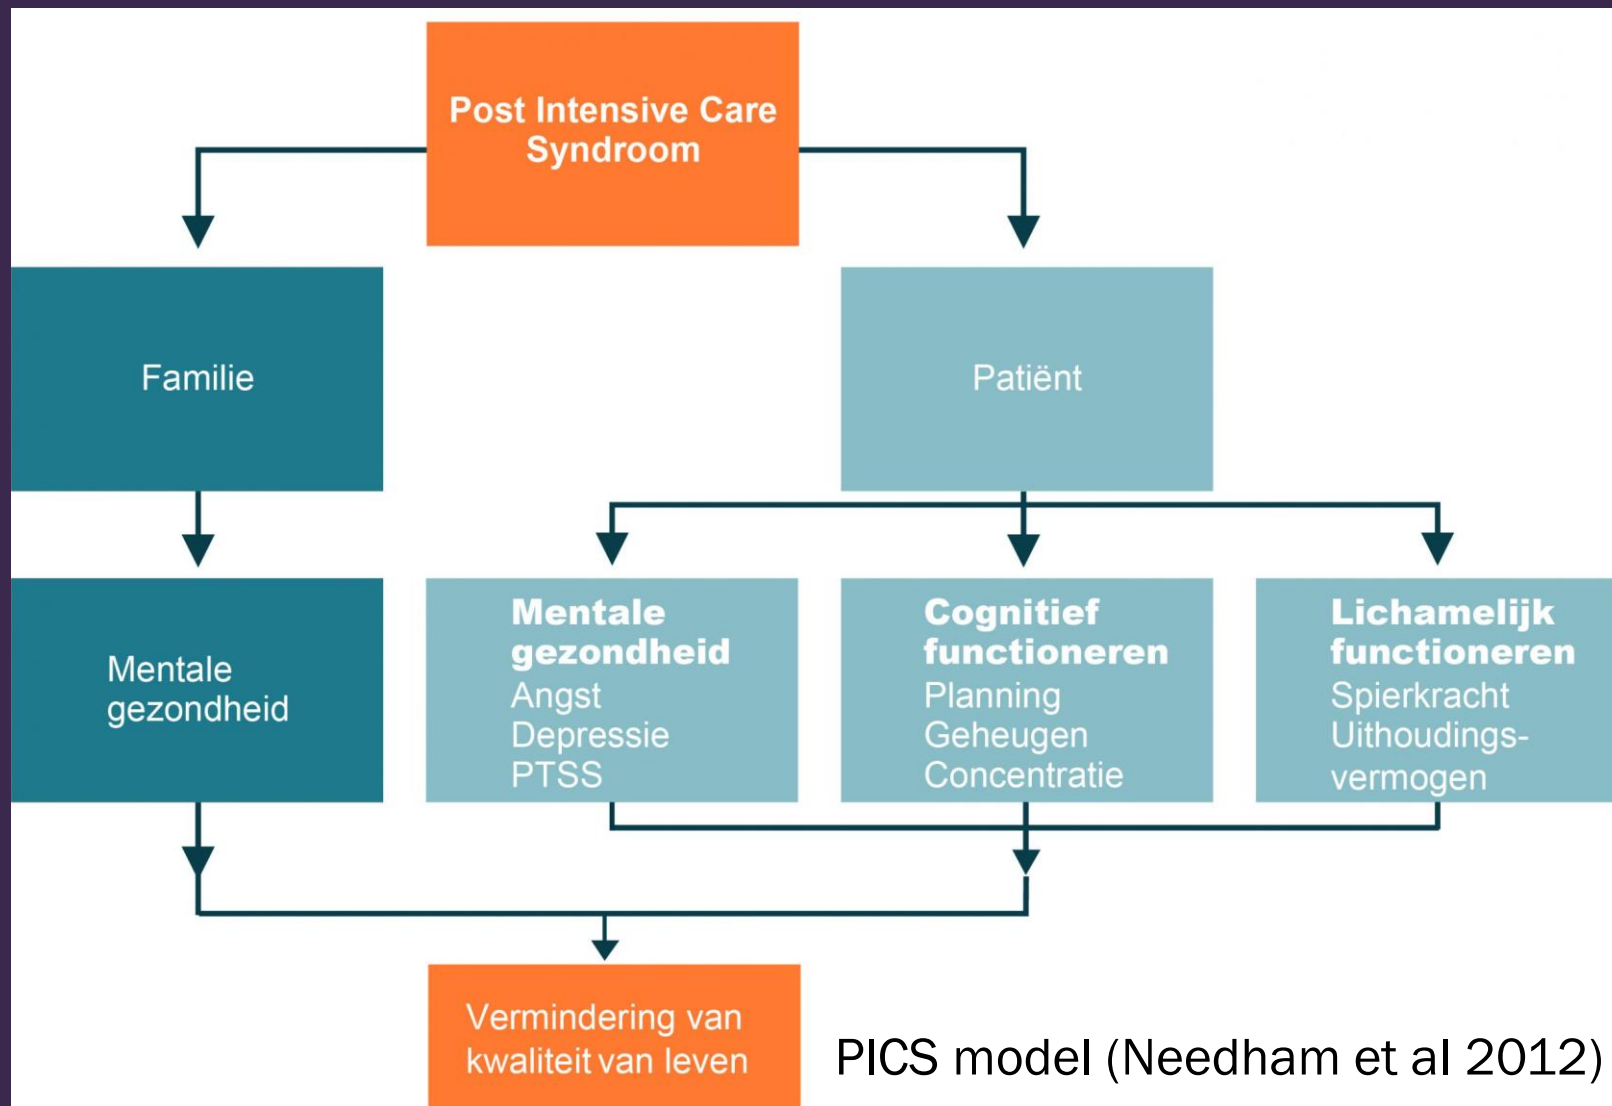 Post Intensive Care
Syndroom
Familie
Patiënt
Mentale
gezondheid
Mentale
gezondheid
Angst
Depressie
PTSS
Cognitief
functioneren
Planning
Geheugen
Concentratie
Lichamelijk
functioneren
Spierkracht
Uithoudings-
vermogen
Vermindering van
kwaliteit van leven
PICS model (Needham et al 2012)